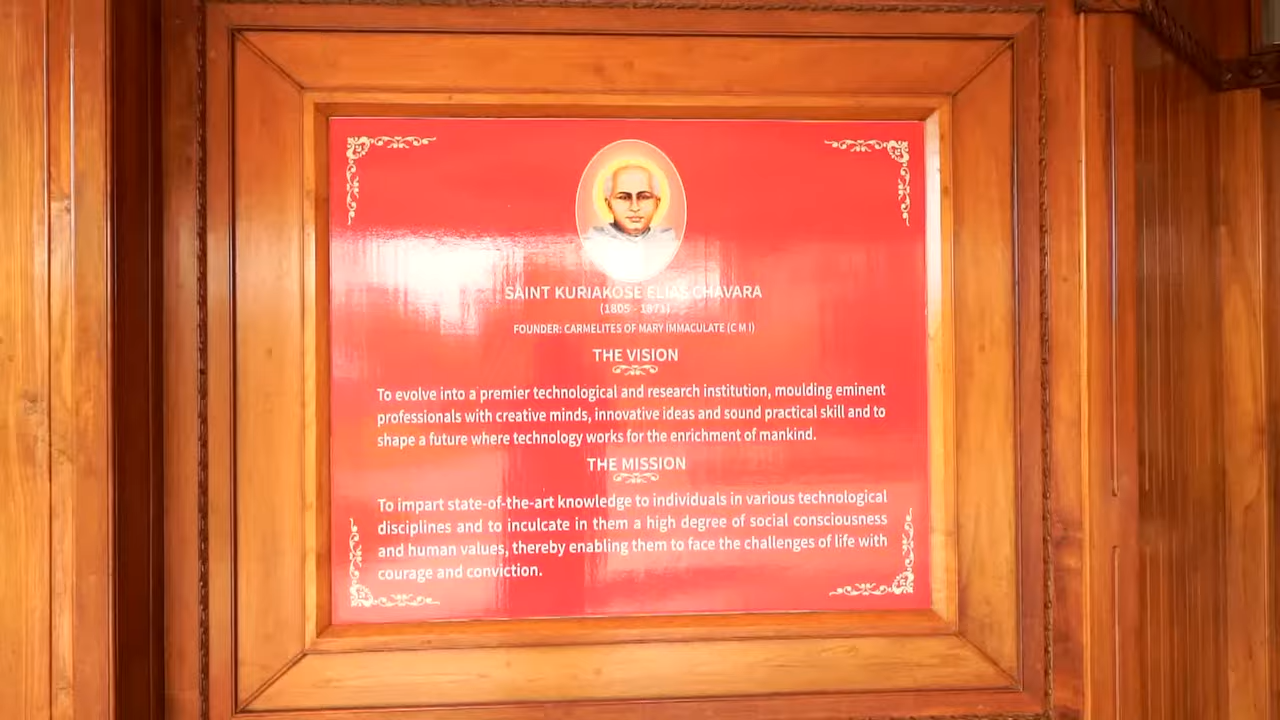 SAINT KURIAKOSE ELIAS CHAVARA
(1805 - 1871)
FOUNDER: CARMELITES OF MARY IMMACULATE (C M I)
THE VISION
To evolve into a premier technological and research institution, moulding eminent
professionals with creative minds, innovative ideas and sound practical skill and to
shape a future where technology works for the enrichment of mankind.
THE MISSION
To impart state-of-the-art knowledge to individuals in various technological
disciplines and to inculcate in them a high degree of social consciousness
and human values, thereby enabling them to face the challenges of life with
courage and conviction.